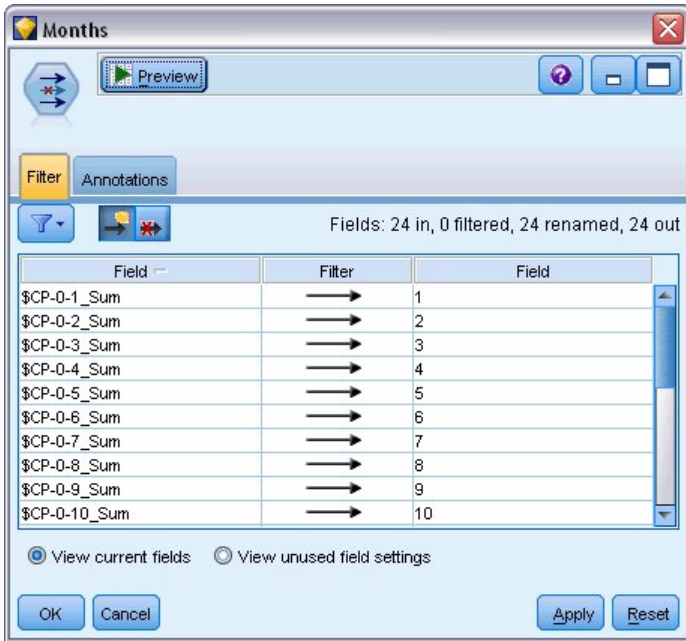 Months
Preview
Filter Annotations
Fields: 24 in, 0 filtered, 24 renamed, 24 out
Field Filter Field
$CP-0-1_Sum 1
$CP-0-2_Sum 2
$CP-0-3_Sum 3
$CP-0-4_Sum 4
$CP-0-5_Sum 5
$CP-0-6_Sum 6
$CP-0-7_Sum 7
$CP-0-8_Sum 8
$CP-0-9_Sum 9
$CP-0-10_Sum 10
View current fields View unused field settings
OK Cancel Apply Reset